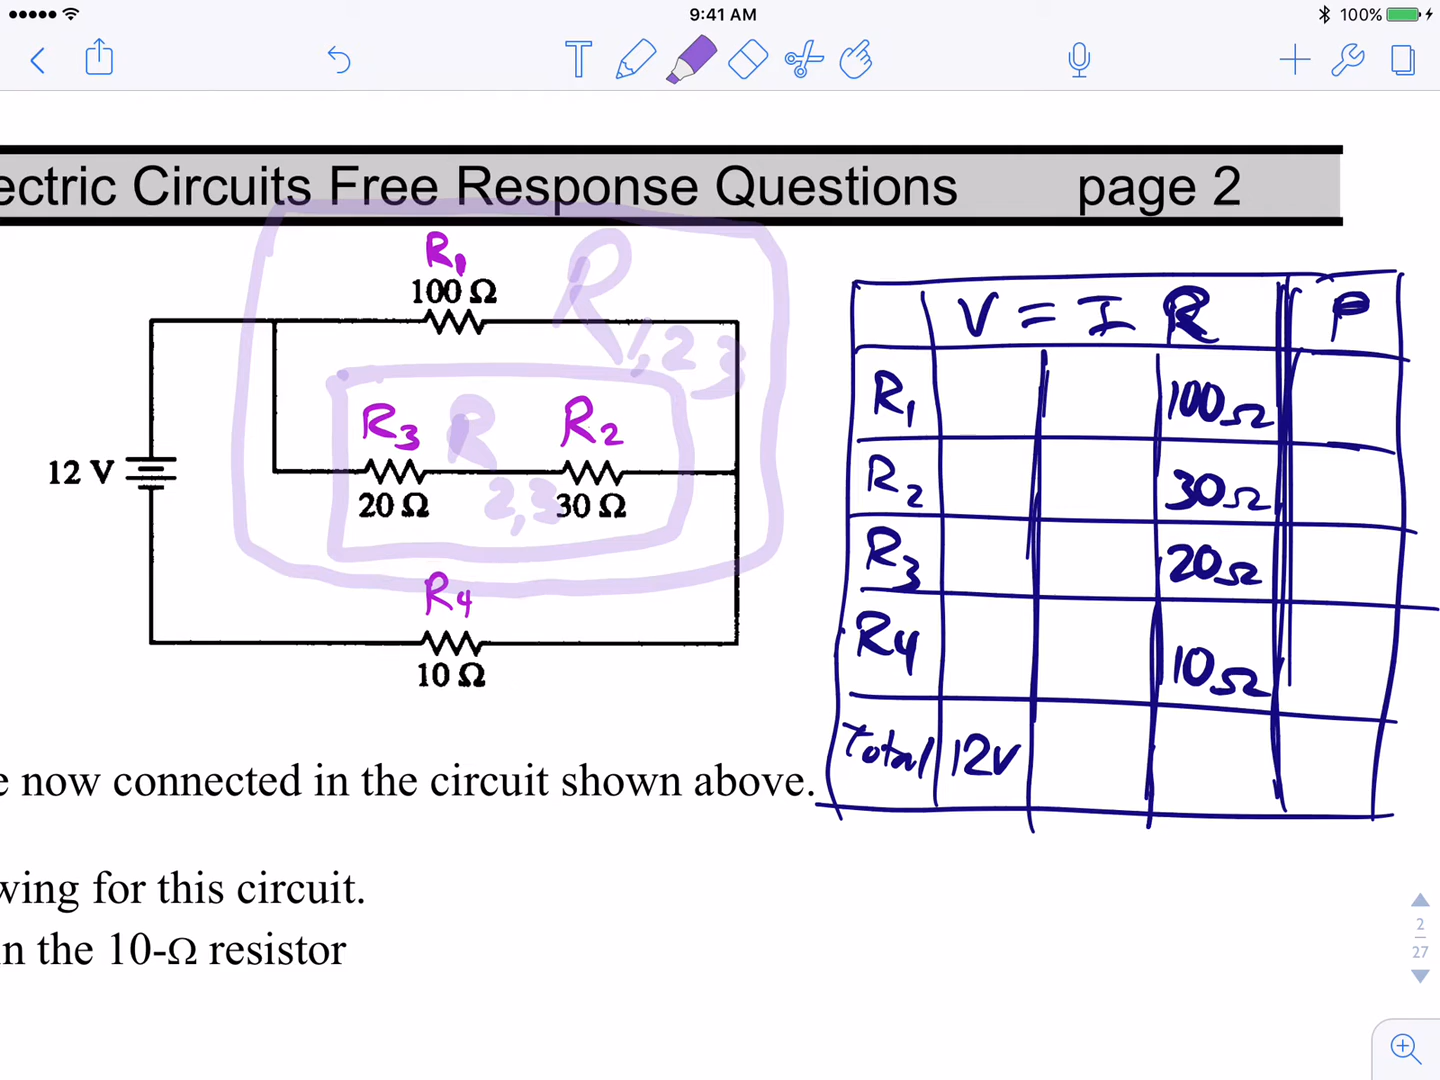 9:41 AM
100%
T
ectric Circuits Free Response Questions page 2
R1
100 Ω
R1,2,3
R3
R2
R2,3
12 V
20 Ω
30 Ω
R4
10 Ω
V = I R P
R1 100Ω
R2 30Ω
R3 20Ω
R4 10Ω
Total 12V
e now connected in the circuit shown above.
wing for this circuit.
n the 10-Ω resistor
2
27